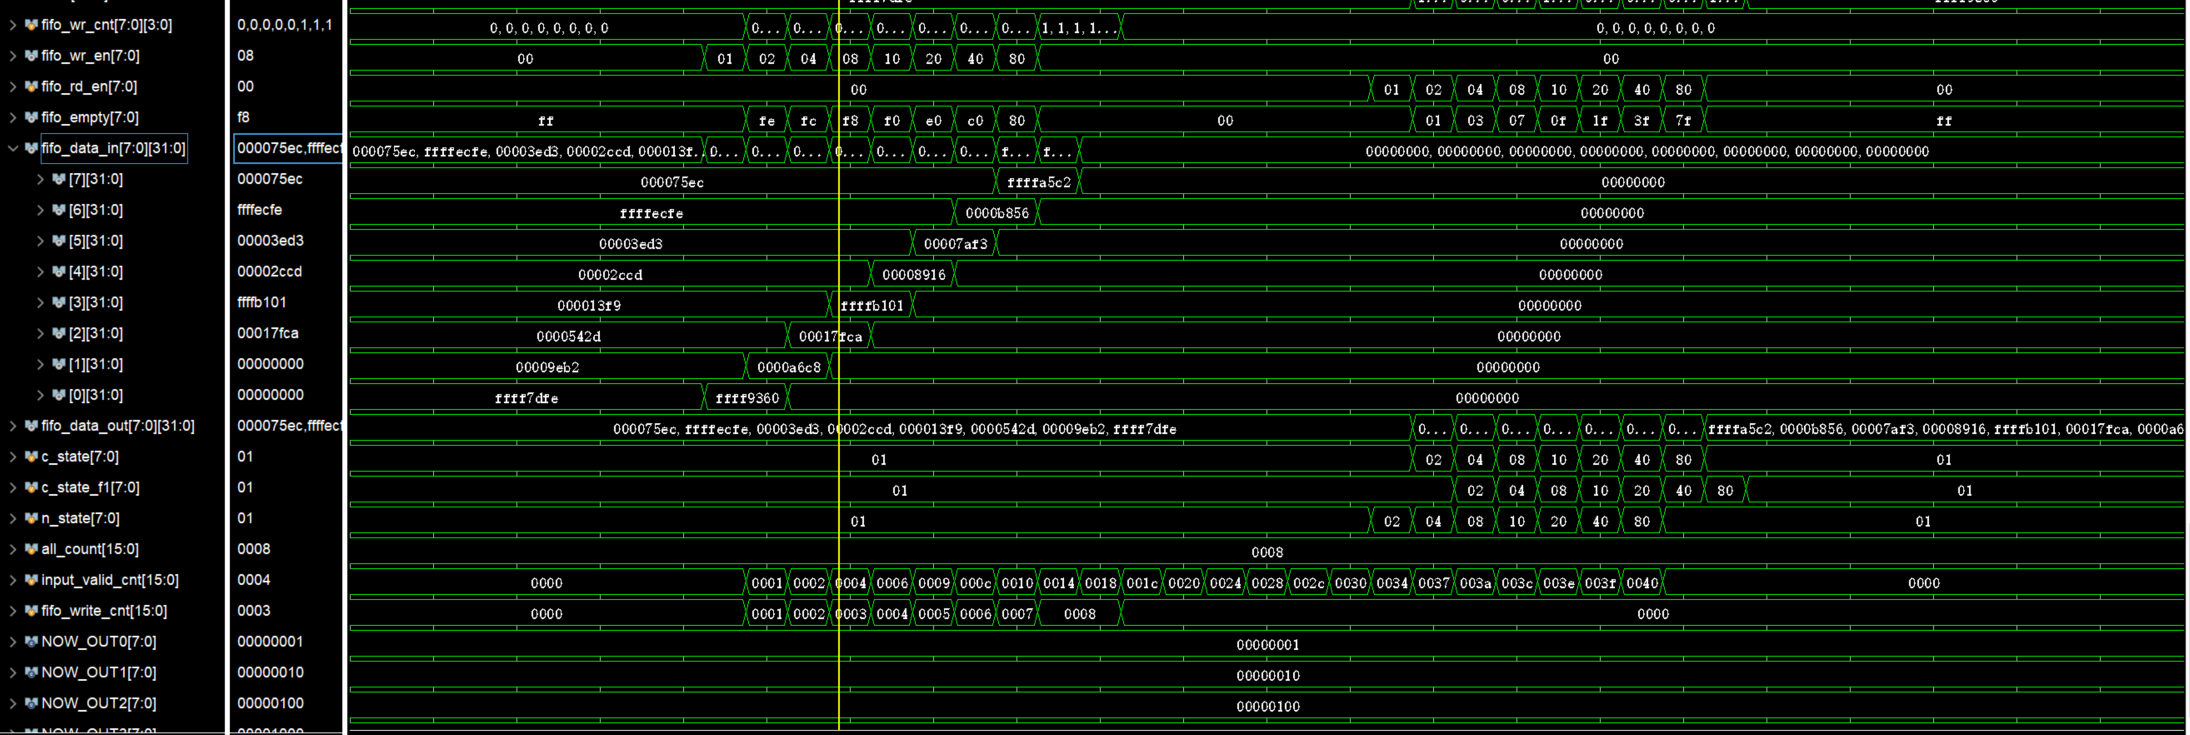 fifo_wr_cnt[7:0][3:0] 0,0,0,0,0,1,1,1 0, 0, 0, 0, 0, 0, 0, 0 0... 0... 0... 0... 0... 0... 0... 1, 1, 1, 1... 0, 0, 0, 0, 0, 0, 0, 0
fifo_wr_en[7:0] 08 00 01 02 04 08 10 20 40 80 00
fifo_rd_en[7:0] 00 00 01 02 04 08 10 20 40 80 00
fifo_empty[7:0] f8 ff fe fc f8 f0 e0 c0 80 00 01 03 07 0f 1f 3f 7f ff
fifo_data_in[7:0][31:0] 000075ec,ffffecf 000075ec, ffffecfe, 00003ed3, 00002ccd, 000013f.. 0... 0... 0... 0... 0... 0... 0... f... f... 00000000, 00000000, 00000000, 00000000, 00000000, 00000000, 00000000, 00000000
[7][31:0] 000075ec 000075ec ffffa5c2 00000000
[6][31:0] ffffecfe ffffecfe 0000b856 00000000
[5][31:0] 00003ed3 00003ed3 00007af3 00000000
[4][31:0] 00002ccd 00002ccd 00008916 00000000
[3][31:0] ffffb101 000013f9 ffffb101 00000000
[2][31:0] 00017fca 0000542d 00017fca 00000000
[1][31:0] 00000000 00009eb2 0000a6c8 00000000
[0][31:0] 00000000 ffff7dfe ffff9360 00000000
fifo_data_out[7:0][31:0] 000075ec,ffffecf 000075ec, ffffecfe, 00003ed3, 00002ccd, 000013f9, 0000542d, 00009eb2, ffff7dfe 0... 0... 0... 0... 0... 0... 0... ffffa5c2, 0000b856, 00007af3, 00008916, ffffb101, 00017fca, 0000a6
c_state[7:0] 01 01 02 04 08 10 20 40 80 01
c_state_f1[7:0] 01 01 02 04 08 10 20 40 80 01
n_state[7:0] 01 01 02 04 08 10 20 40 80 01
all_count[15:0] 0008 0008
input_valid_cnt[15:0] 0004 0000 0001 0002 0004 0006 0009 000c 0010 0014 0018 001c 0020 0024 0028 002c 0030 0034 0037 003a 003c 003e 003f 0040 0000
fifo_write_cnt[15:0] 0003 0000 0001 0002 0003 0004 0005 0006 0007 0008 0000
NOW_OUT0[7:0] 00000001 00000001
NOW_OUT1[7:0] 00000010 00000010
NOW_OUT2[7:0] 00000100 00000100